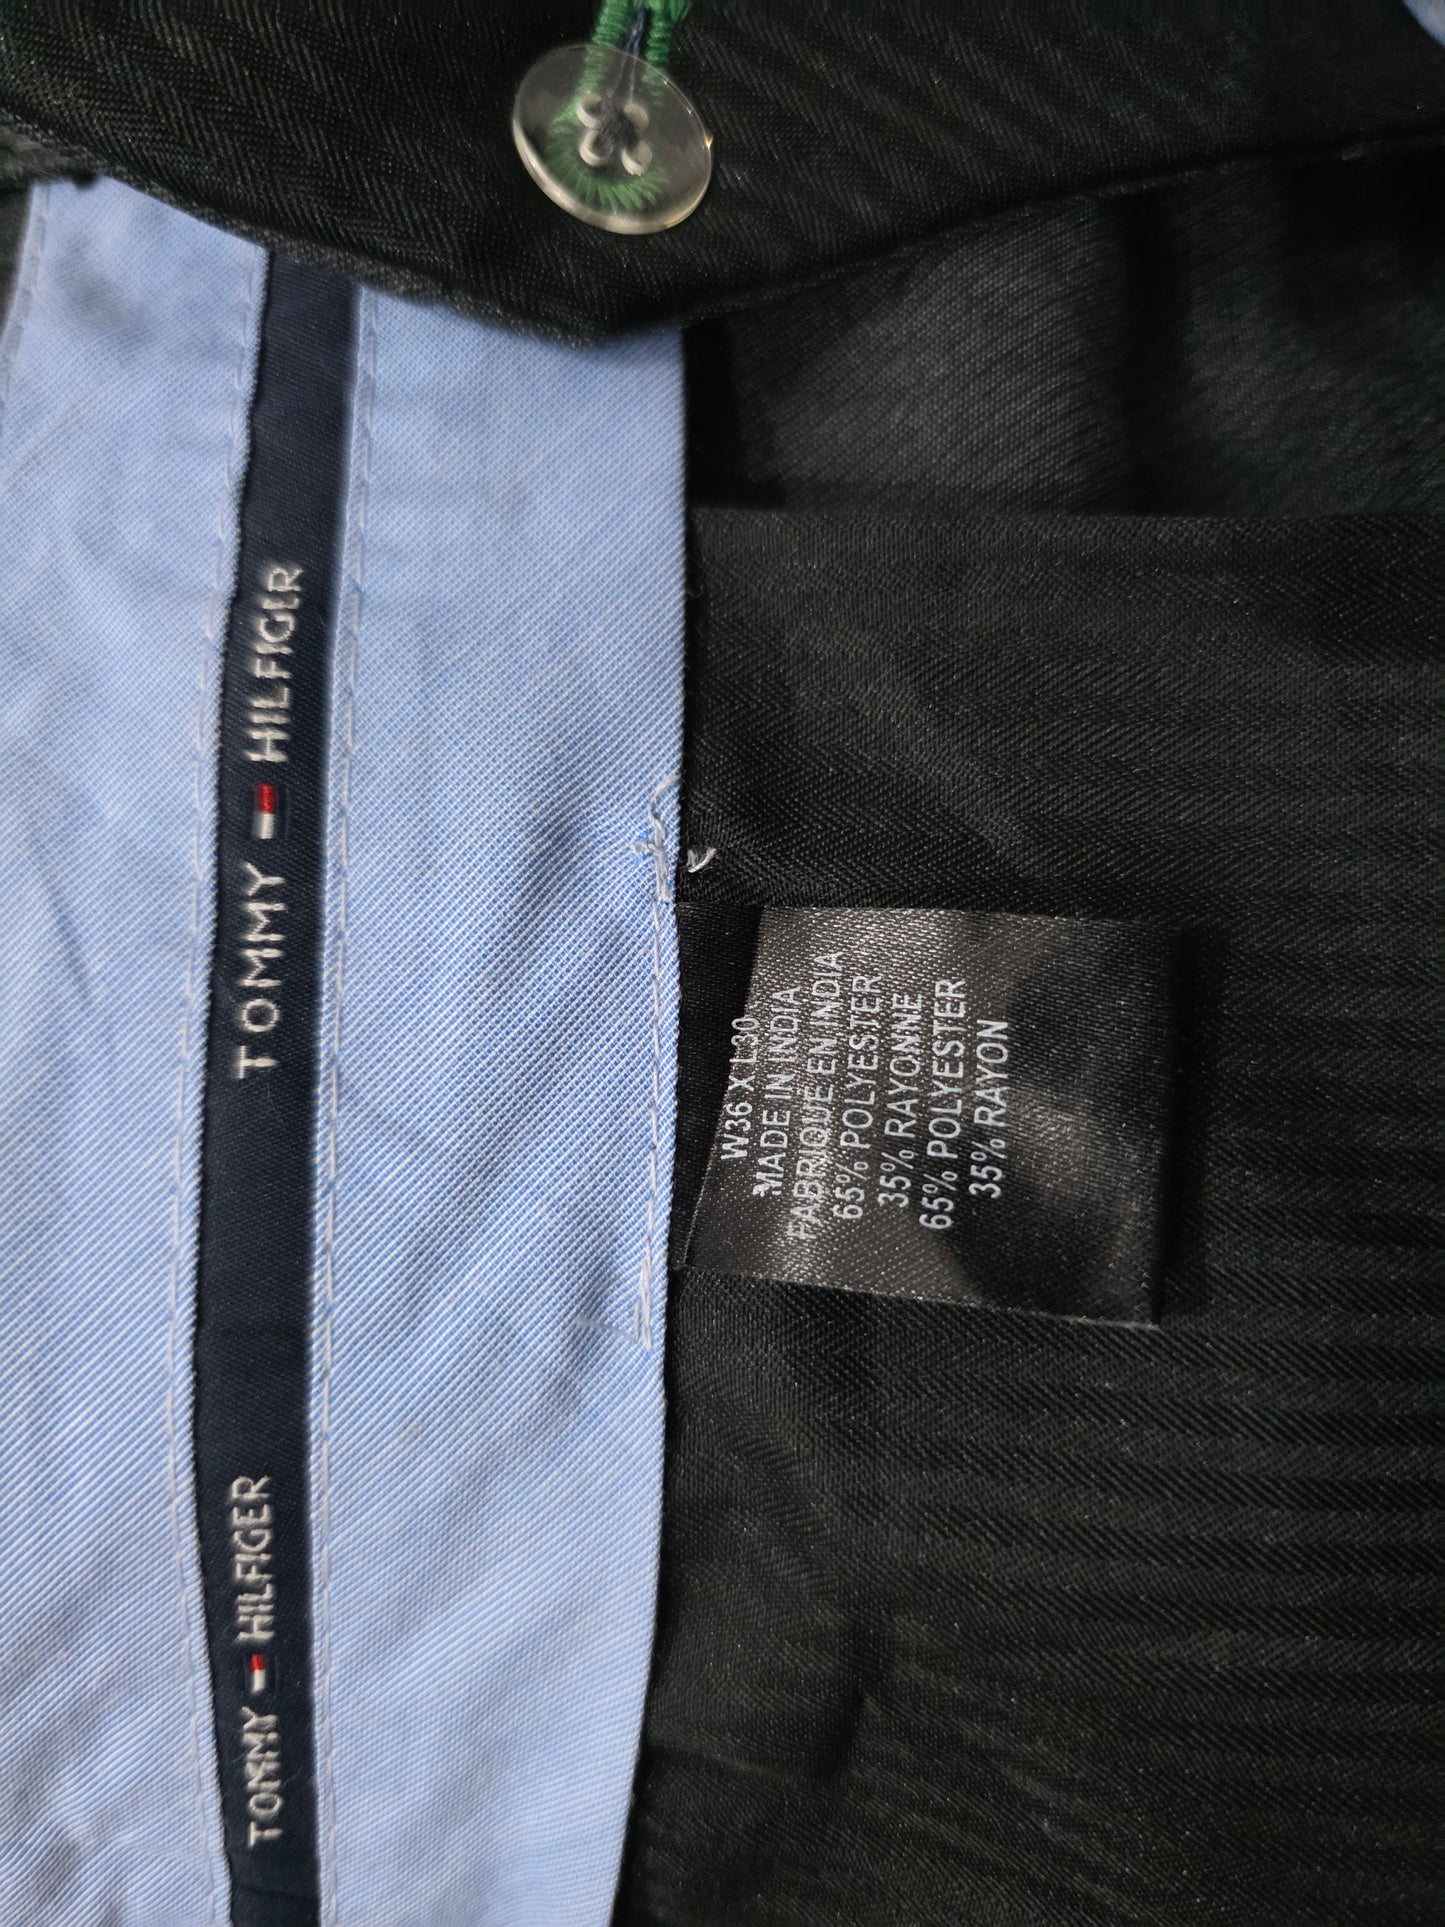 TOMMY HILFIGER
TOMMY HILFIGER
W36 X L30
MADE IN INDIA
FABRIQUE EN INDIA
65% POLYESTER
35% RAYONNE
65% POLYESTER
35% RAYON